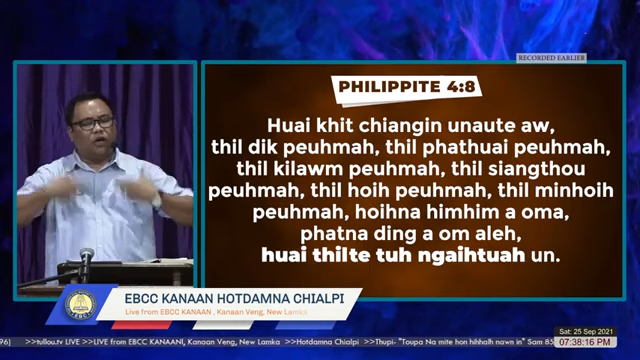 RECORDED EARLIER
PHILIPPITE 4:8
Huai khit chiangin unaute aw,
thil dik peuhmah, thil phathuai peuhmah,
thil kilawm peuhmah, thil siangthou
peuhmah, thil hoih peuhmah, thil minhoih
peuhmah, hoihna himhim a oma,
phatna ding a om aleh,
huai thilte tuh ngaihtuah un.
EBCC KANAAN HOTDAMNA CHIALPI
Live from EBCC KANAAN , Kanaan Veng, New Lamka
Sat: 25 Sep 2021
96) >>tullou.tv LIVE >>LIVE from EBCC KANAANl, Kanaan Veng, New Lamka >>Hotdamna Chialpi >>Thupi- "Toupa Na mite hon hihhalh nawn in" Sam 85
07:38:16 PM